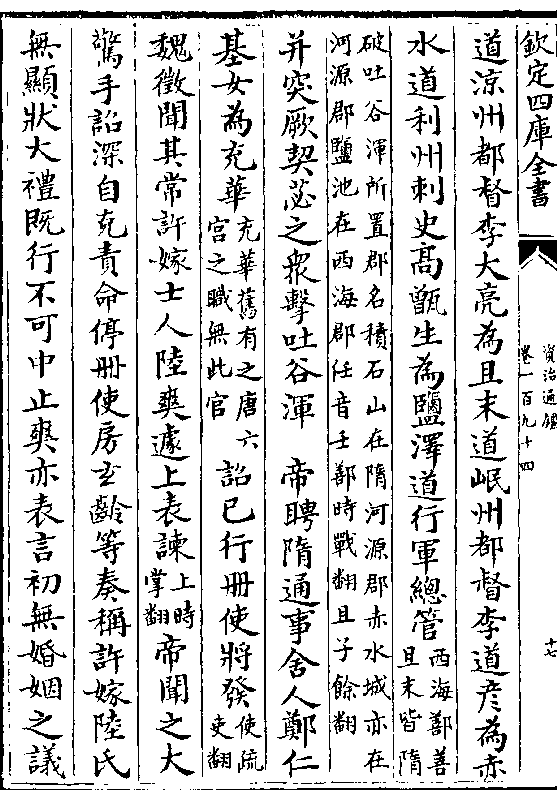 欽定四庫全書
資治通鑑
卷一百九十四
十七
道涼州都督李大亮為且末道岷州都督李道彦為赤
水道利州刺史髙甑生為鹽澤道行軍總管西海鄯善且末皆隋
破吐谷渾所置郡名積石山在隋河源郡赤水城亦在
河源郡鹽池在西海郡任音壬鄯時戰翻且子餘翻
并突厥契苾之衆擊吐谷渾　帝聘隋通事舍人鄭仁
基女為充華充華舊有之唐六宫之職無此官詔已行册使將發使疏吏翻
魏徵聞其常許嫁士人陸爽遽上表諫上時掌翻帝聞之大
驚手詔深自克責命停册使房玄齡等奏稱許嫁陸氏
無顯狀大禮既行不可中止爽亦表言初無婚姻之議